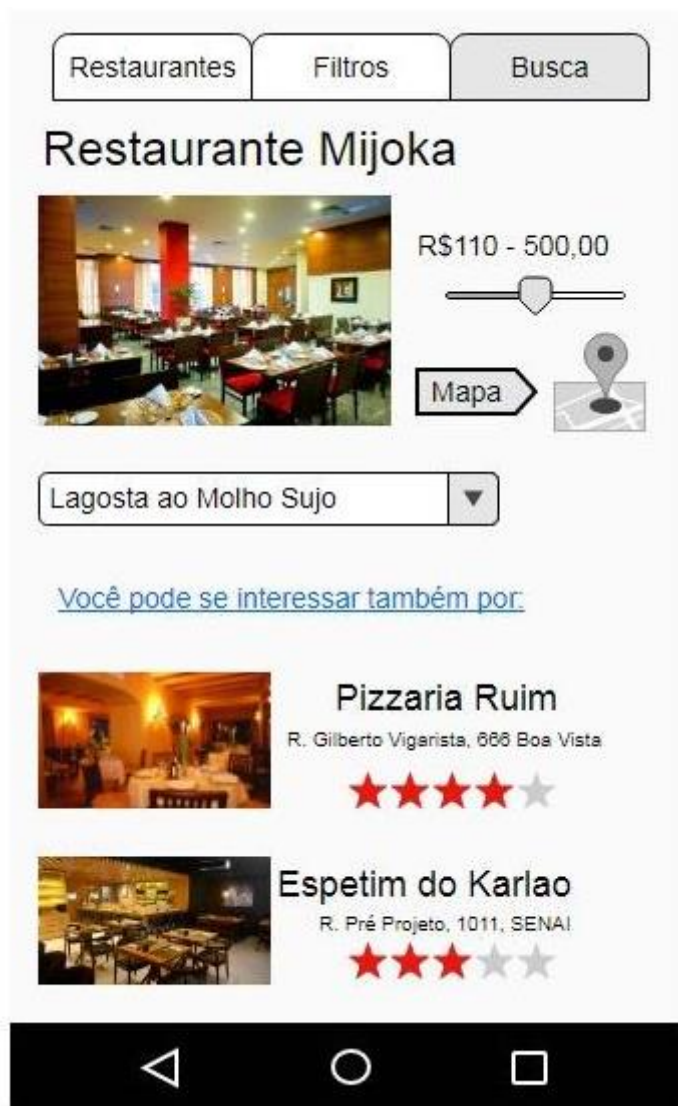 Restaurantes Filtros Busca
Restaurante Mijoka
R$110 - 500,00
Mapa
Lagosta ao Molho Sujo
Você pode se interessar também por:
Pizzaria Ruim
R. Gilberto Vigarista, 666 Boa Vista
Espetim do Karlao
R. Pré Projeto, 1011, SENAI